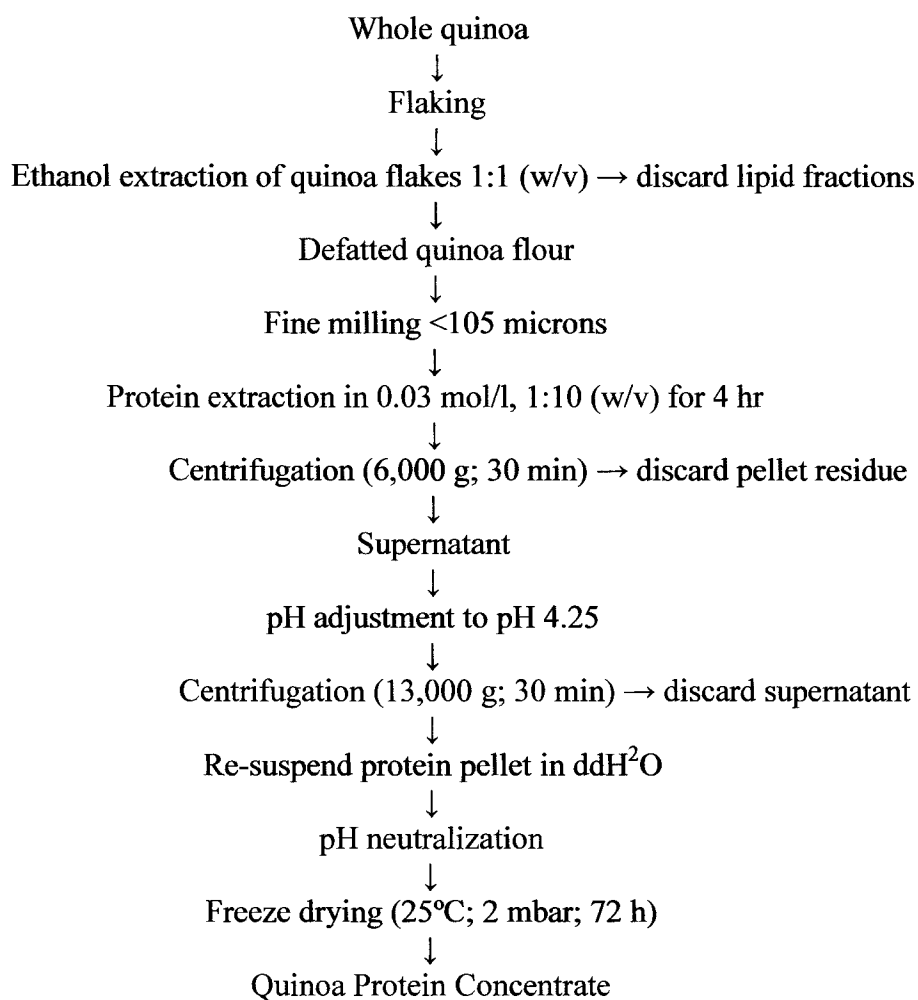 Whole quinoa
↓
Flaking
↓
Ethanol extraction of quinoa flakes 1:1 (w/v) → discard lipid fractions
↓
Defatted quinoa flour
↓
Fine milling <105 microns
↓
Protein extraction in 0.03 mol/l, 1:10 (w/v) for 4 hr
↓
Centrifugation (6,000 g; 30 min) → discard pellet residue
↓
Supernatant
↓
pH adjustment to pH 4.25
↓
Centrifugation (13,000 g; 30 min) → discard supernatant
↓
Re-suspend protein pellet in ddH²O
↓
pH neutralization
↓
Freeze drying (25ºC; 2 mbar; 72 h)
↓
Quinoa Protein Concentrate